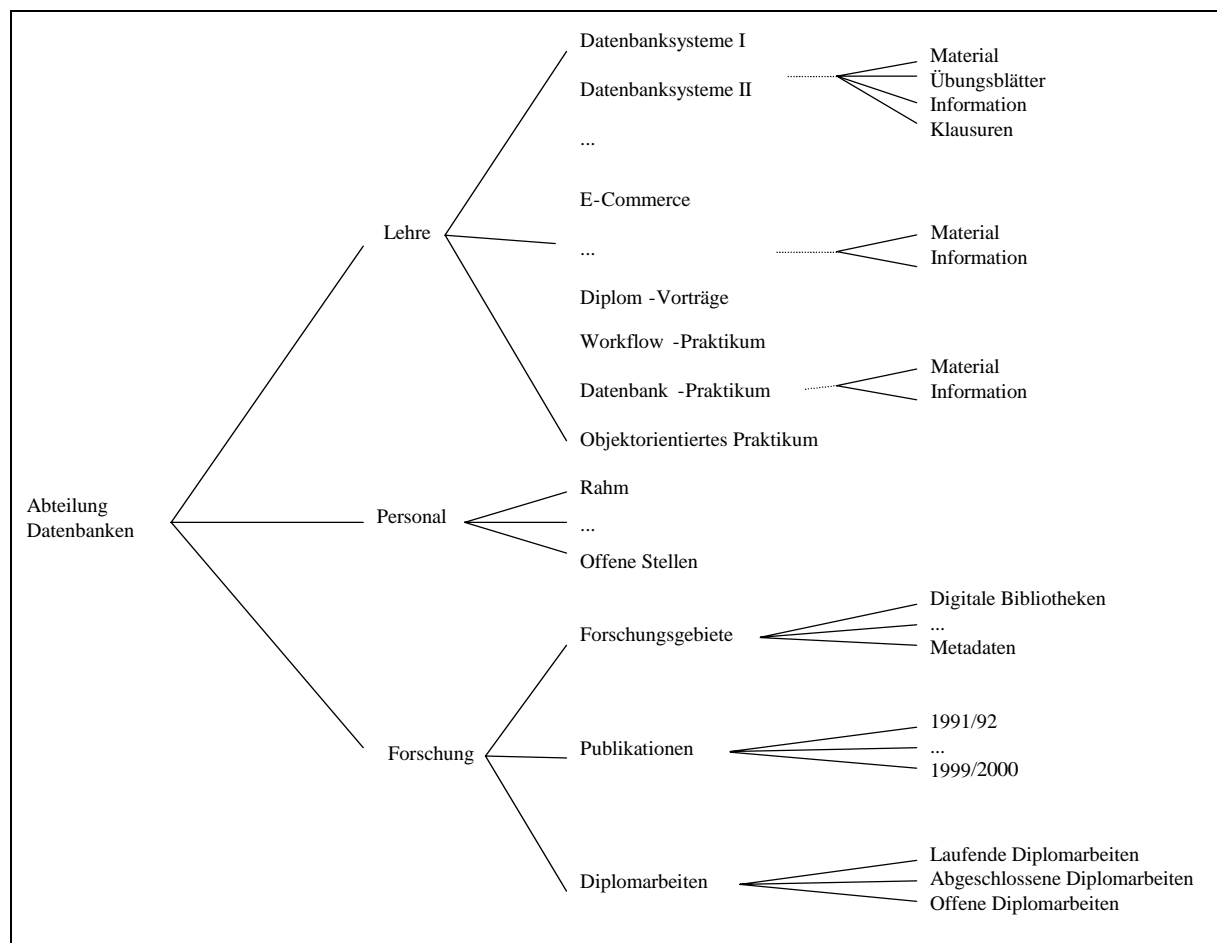 Datenbanksysteme I
Datenbanksysteme II
...
E-Commerce
...
Diplom -Vorträge
Workflow -Praktikum
Datenbank -Praktikum
Objektorientiertes Praktikum
Material
Übungsblätter
Information
Klausuren
Material
Information
Material
Information
Lehre
Abteilung
Datenbanken
Personal
Rahm
...
Offene Stellen
Forschung
Forschungsgebiete
Digitale Bibliotheken
...
Metadaten
Publikationen
1991/92
...
1999/2000
Diplomarbeiten
Laufende Diplomarbeiten
Abgeschlossene Diplomarbeiten
Offene Diplomarbeiten